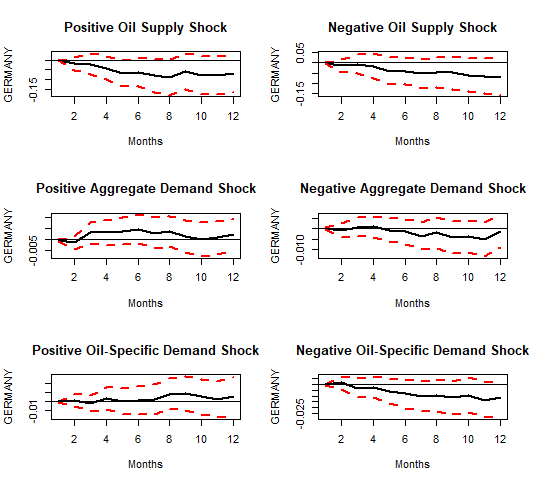 Positive Oil Supply Shock
GERMANY
-0.15
2 4 6 8 10 12
Months
Negative Oil Supply Shock
GERMANY
0.05
-0.15
2 4 6 8 10 12
Months
Positive Aggregate Demand Shock
GERMANY
-0.005
2 4 6 8 10 12
Months
Negative Aggregate Demand Shock
GERMANY
-0.010
2 4 6 8 10 12
Months
Positive Oil-Specific Demand Shock
GERMANY
-0.01
2 4 6 8 10 12
Months
Negative Oil-Specific Demand Shock
GERMANY
-0.025
2 4 6 8 10 12
Months